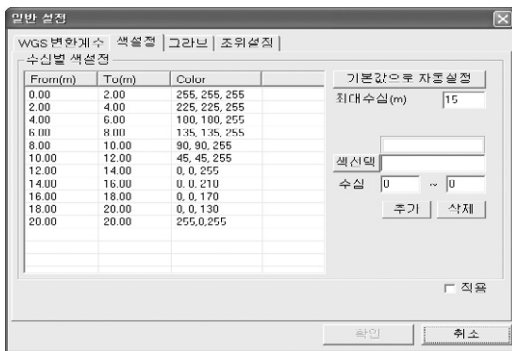 일반 설정
WGS 변환계수 색설정 그라브 조위설정
수심별 색설정
From(m) To(m) Color
0.00 2.00 255, 255, 255
2.00 4.00 225, 225, 255
4.00 6.00 100, 100, 255
6.00 8.00 135, 135, 255
8.00 10.00 90, 90, 255
10.00 12.00 45, 45, 255
12.00 14.00 0, 0, 255
14.00 16.00 0, 0, 210
16.00 18.00 0, 0, 170
18.00 20.00 0, 0, 130
20.00 20.00 255,0,255
기본값으로 자동설정
최대수심(m) 15
색선택
수심 0 ~ 0
추가 삭제
적용
확인 취소